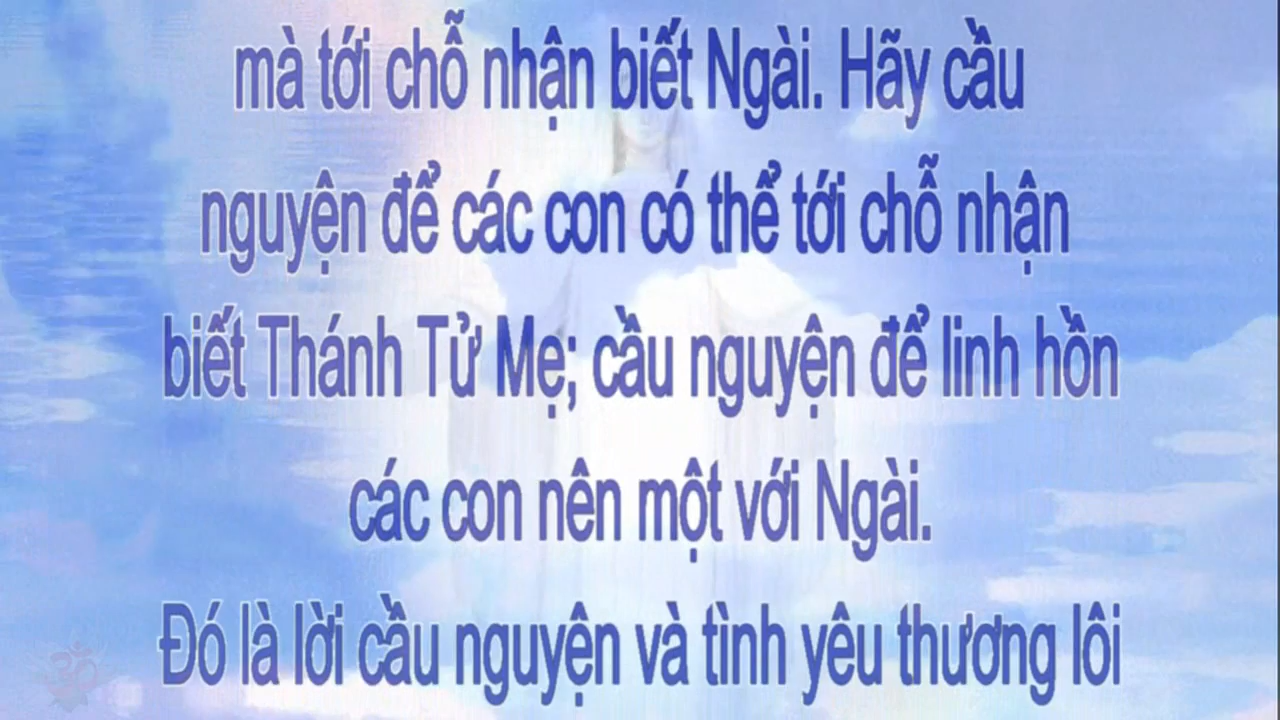 mà tới chỗ nhận biết Ngài. Hãy cầu
nguyện để các con có thể tới chỗ nhận
biết Thánh Tử Mẹ; cầu nguyện để linh hồn
các con nên một với Ngài.
Đó là lời cầu nguyện và tình yêu thương lôi